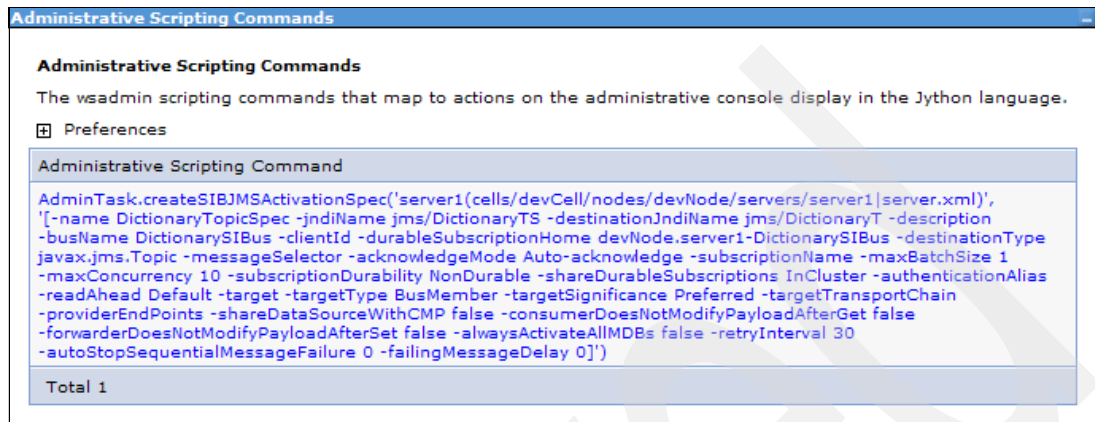 Administrative Scripting Commands
Administrative Scripting Commands
The wsadmin scripting commands that map to actions on the administrative console display in the Jython language.
Preferences
Administrative Scripting Command
AdminTask.createSIBJMSActivationSpec('server1(cells/devCell/nodes/devNode/servers/server1|server.xml)',
'[-name DictionaryTopicSpec -jndiName jms/DictionaryTS -destinationJndiName jms/DictionaryT -description
-busName DictionarySIBus -clientId -durableSubscriptionHome devNode.server1-DictionarySIBus -destinationType
javax.jms.Topic -messageSelector -acknowledgeMode Auto-acknowledge -subscriptionName -maxBatchSize 1
-maxConcurrency 10 -subscriptionDurability NonDurable -shareDurableSubscriptions InCluster -authenticationAlias
-readAhead Default -target -targetType BusMember -targetSignificance Preferred -targetTransportChain
-providerEndPoints -shareDataSourceWithCMP false -consumerDoesNotModifyPayloadAfterGet false
-forwarderDoesNotModifyPayloadAfterSet false -alwaysActivateAllMDBs false -retryInterval 30
-autoStopSequentialMessageFailure 0 -failingMessageDelay 0]')
Total 1